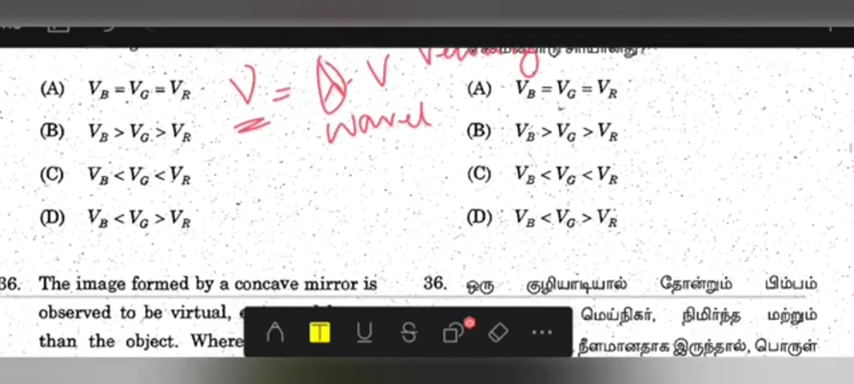 (A) V_B = V_G = V_R
(B) V_B > V_G > V_R
(C) V_B < V_G < V_R
(D) V_B < V_G > V_R
V = λ ν
wavel
36. The image formed by a concave mirror is
observed to be virtual,
than the object. Where
(A) V_B = V_G = V_R
(B) V_B > V_G > V_R
(C) V_B < V_G < V_R
(D) V_B < V_G > V_R
36. ஒரு குழியாடியால் தோன்றும் பிம்பம்
மெய்நிகர், நிமிர்ந்த மற்றும்
நீளமானதாக இருந்தால், பொருள்